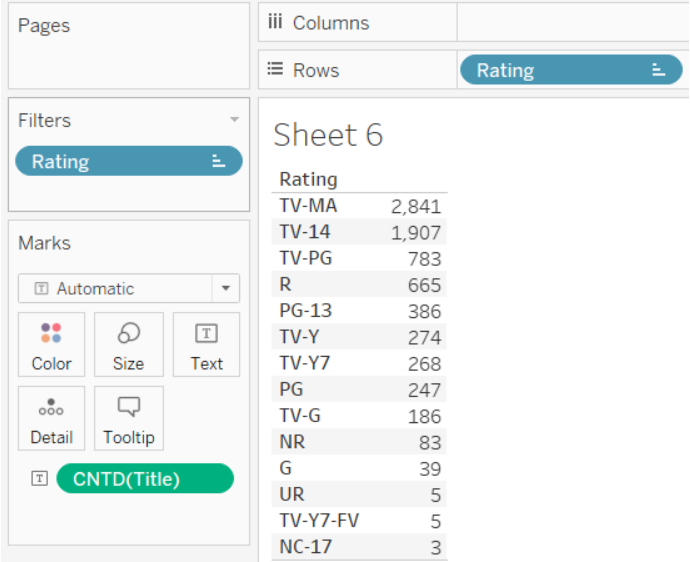 Pages
Columns
Rows
Rating
Filters
Rating
Marks
T Automatic
Color
Size
T
Text
Detail
Tooltip
T CNTD(Title)
Sheet 6
Rating
TV-MA 2,841
TV-14 1,907
TV-PG 783
R 665
PG-13 386
TV-Y 274
TV-Y7 268
PG 247
TV-G 186
NR 83
G 39
UR 5
TV-Y7-FV 5
NC-17 3